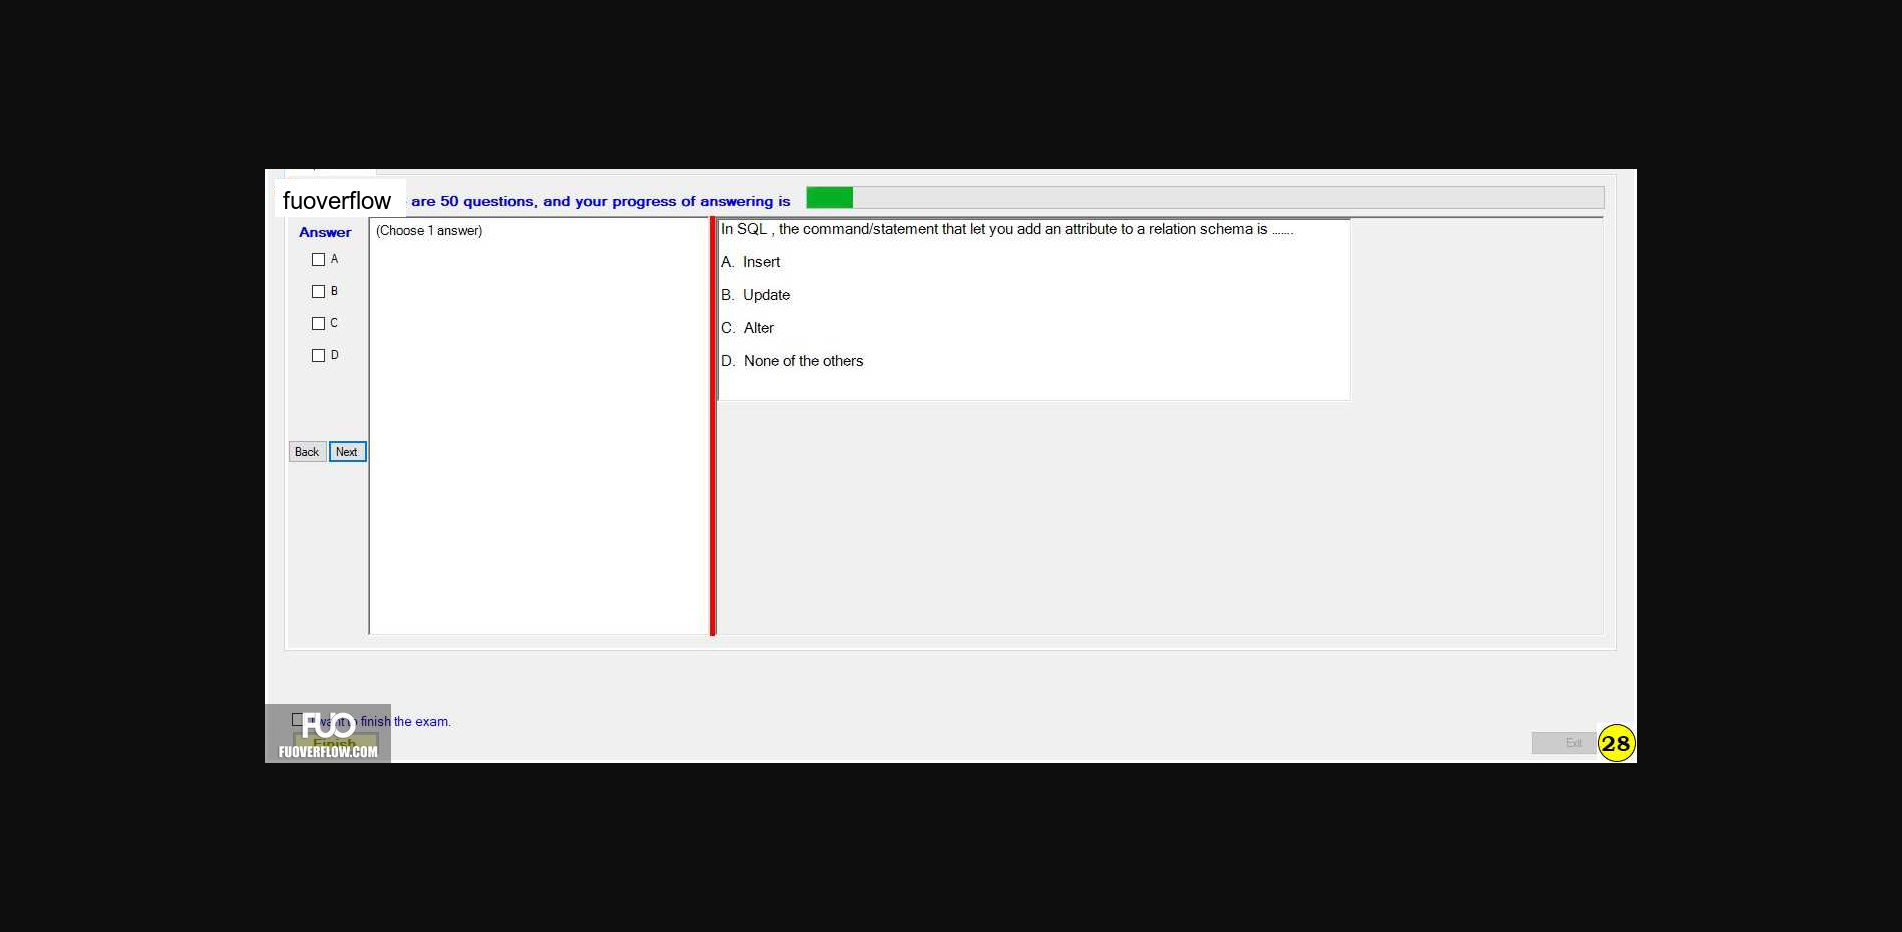 fuoverflow are 50 questions, and your progress of answering is
Answer
(Choose 1 answer)
A
B
C
D
Back Next
In SQL , the command/statement that let you add an attribute to a relation schema is .......
A. Insert
B. Update
C. Alter
D. None of the others
I want to finish the exam.
Finish
FUO
FUOVERFLOW.COM
Exit
28